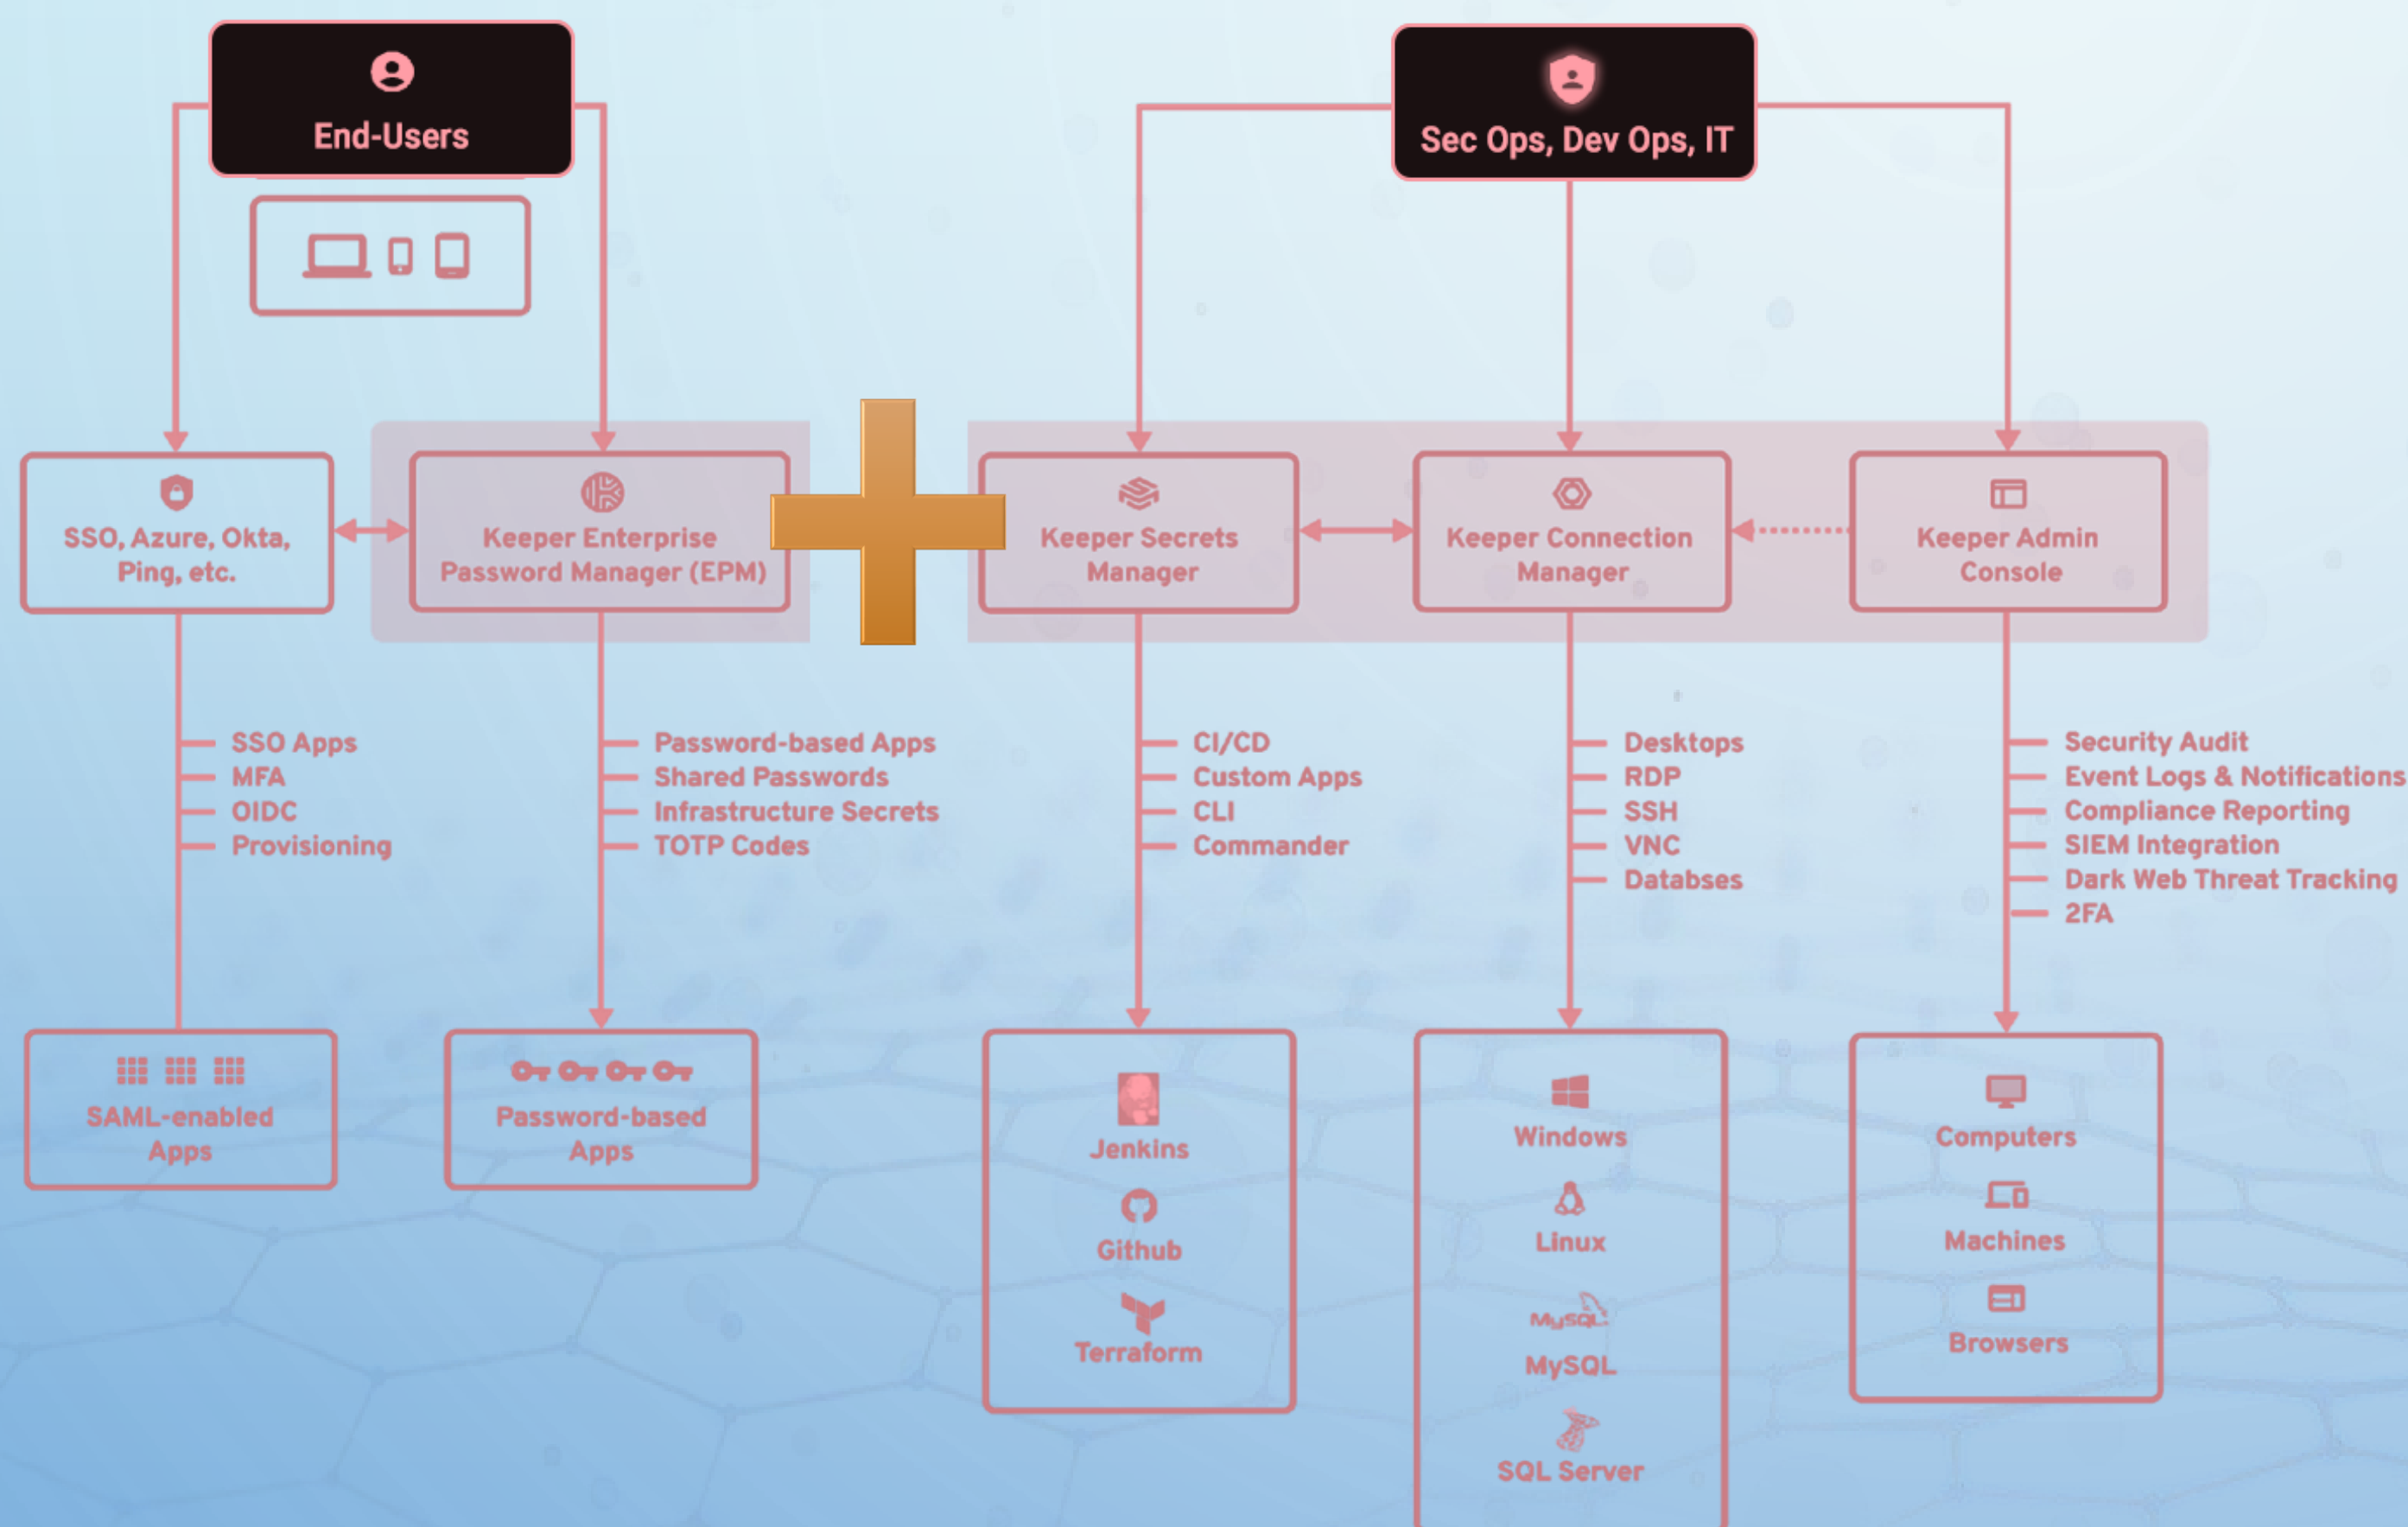 End-Users
Sec Ops, Dev Ops, IT
SSO, Azure, Okta,
Ping, etc.
Keeper Enterprise
Password Manager (EPM)
Keeper Secrets
Manager
Keeper Connection
Manager
Keeper Admin
Console
SSO Apps
MFA
OIDC
Provisioning
Password-based Apps
Shared Passwords
Infrastructure Secrets
TOTP Codes
CI/CD
Custom Apps
CLI
Commander
Desktops
RDP
SSH
VNC
Databses
Security Audit
Event Logs & Notifications
Compliance Reporting
SIEM Integration
Dark Web Threat Tracking
2FA
SAML-enabled
Apps
Password-based
Apps
Jenkins
Github
Terraform
Windows
Linux
MySQL
MySQL
SQL Server
Computers
Machines
Browsers